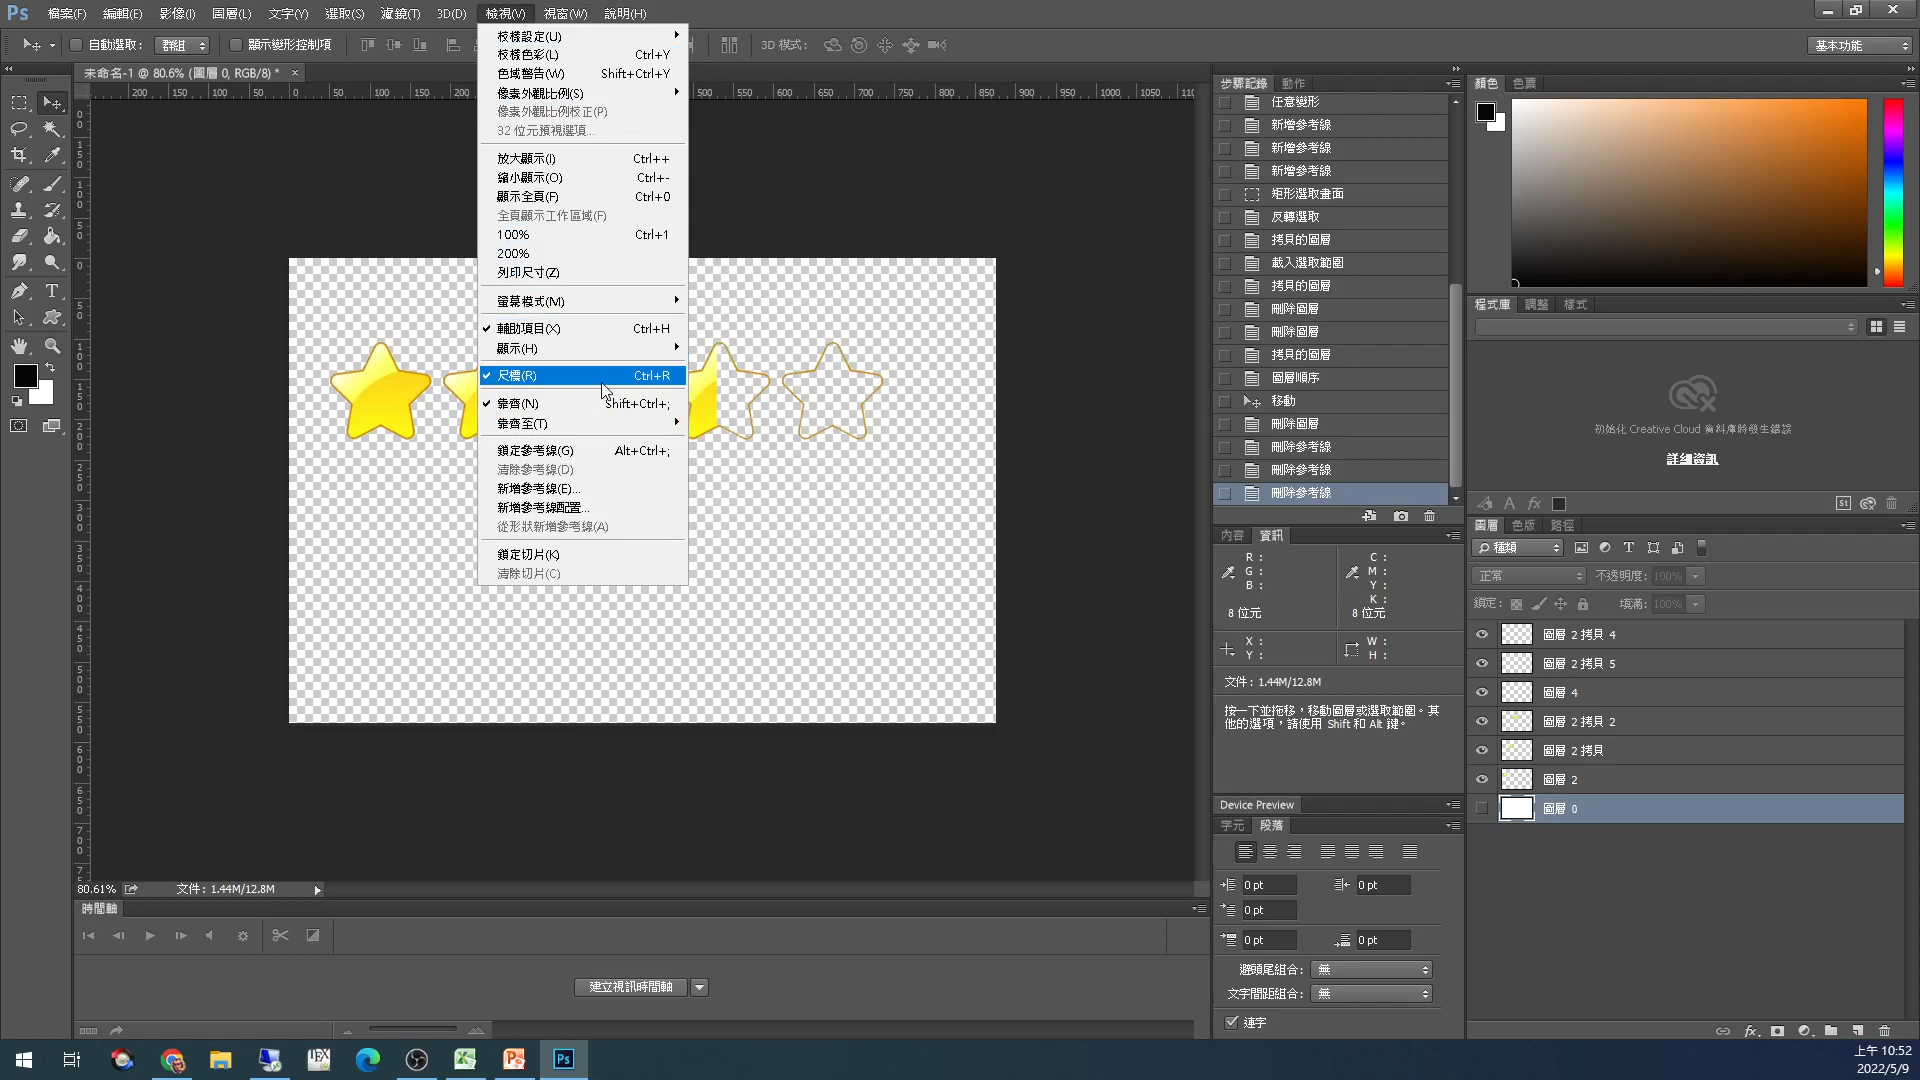 Ps 檔案(F) 編輯(E) 影像(I) 圖層(L) 文字(Y) 選取(S) 濾鏡(T) 3D(D) 檢視(V) 視窗(W) 說明(H)
自動選取: 群組 顯示變形控制項 3D 模式: 基本功能
未命名-1 @ 80.6% (圖層 0, RGB/8) * ×
200 150 100 50 0 50 100 150 200 500 550 600 650 700 750 800 850 900 950 1000 1050 110
校樣設定(U)
校樣色彩(L) Ctrl+Y
色域警告(W) Shift+Ctrl+Y
像素外觀比例(S)
像素外觀比例校正(P)
32 位元預視選項...
放大顯示(I) Ctrl++
縮小顯示(O) Ctrl+-
顯示全頁(F) Ctrl+0
全頁顯示工作區域(F)
100% Ctrl+1
200%
列印尺寸(Z)
螢幕模式(M)
輔助項目(X) Ctrl+H
顯示(H)
尺標(R) Ctrl+R
靠齊(N) Shift+Ctrl+;
靠齊至(T)
鎖定參考線(G) Alt+Ctrl+;
清除參考線(D)
新增參考線(E)...
新增參考線配置...
從形狀新增參考線(A)
鎖定切片(K)
清除切片(C)
80.61% 文件: 1.44M/12.8M
時間軸
建立視訊時間軸
步驟記錄 動作
任意變形
新增參考線
新增參考線
新增參考線
矩形選取畫面
反轉選取
拷貝的圖層
載入選取範圍
拷貝的圖層
刪除圖層
刪除圖層
拷貝的圖層
圖層順序
移動
刪除圖層
刪除參考線
刪除參考線
刪除參考線
內容 資訊
R : C :
G : M :
B : Y :
K :
8 位元 8 位元
X : W :
Y : H :
文件: 1.44M/12.8M
按一下並拖移，移動圖層或選取範圍。其
他的選項，請使用 Shift 和 Alt 鍵。
Device Preview
字元 段落
0 pt 0 pt
0 pt
0 pt 0 pt
避頭尾組合: 無
文字間距組合: 無
連字
顏色 色票
程式庫 調整 樣式
初始化 Creative Cloud 資料庫時發生錯誤
詳細資訊
St
圖層 色版 路徑
種類
正常 不透明度: 100%
鎖定: 填滿: 100%
圖層 2 拷貝 4
圖層 2 拷貝 5
圖層 4
圖層 2 拷貝 2
圖層 2 拷貝
圖層 2
圖層 0
上午 10:52
2022/5/9